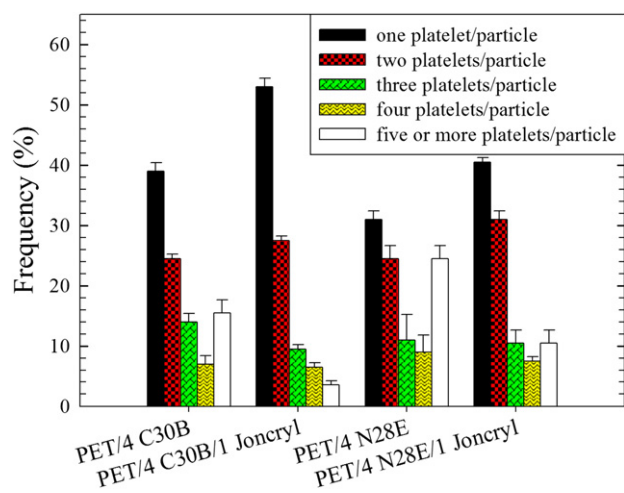 one platelet/particle
two platelets/particle
three platelets/particle
four platelets/particle
five or more platelets/particle
Frequency (%)
60
50
40
30
20
10
0
PET/4 C30B
PET/4 C30B/1 Joncryl
PET/4 N28E
PET/4 N28E/1 Joncryl